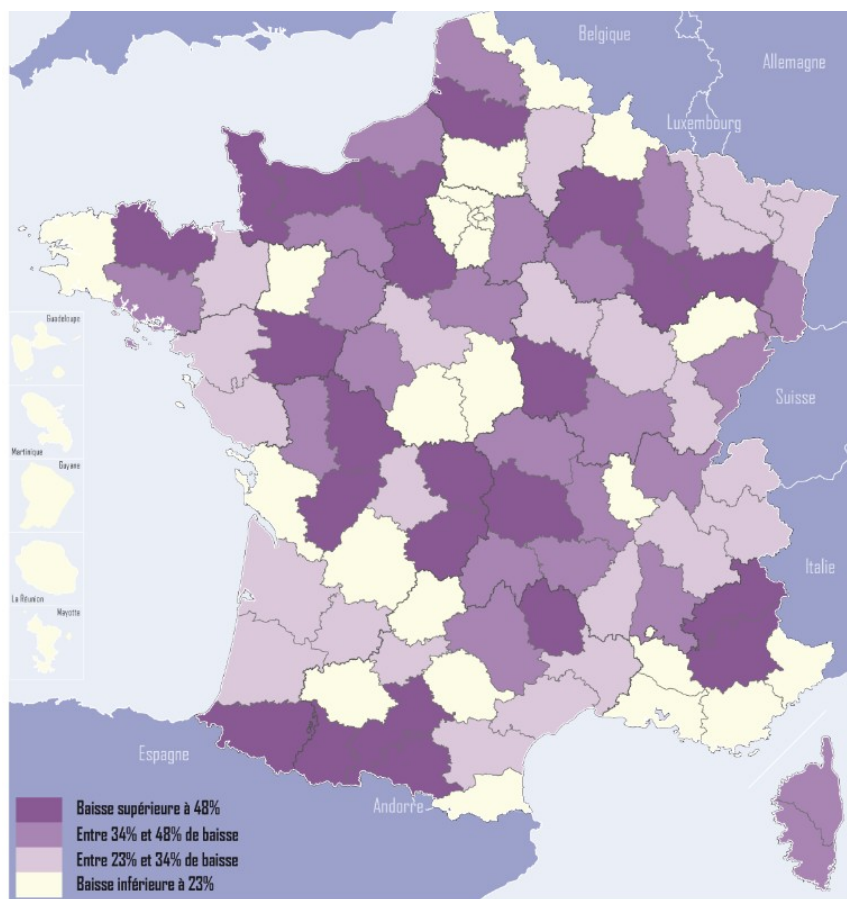 Belgique
Allemagne
Luxembourg
Guadeloupe
Martinique
Guyane
Suisse
La Réunion
Italie
Mayotte
Espagne
Andorre
Baisse supérieure à 48%
Entre 34% et 48% de baisse
Entre 23% et 34% de baisse
Baisse inférieure à 23%